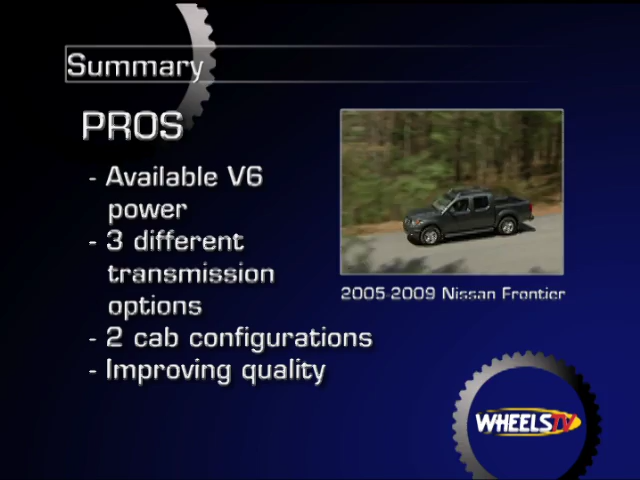 Summary
PROS
- Available V6
power
- 3 different
transmission
options
- 2 cab configurations
- Improving quality
2005-2009 Nissan Frontier
WHEELSTV